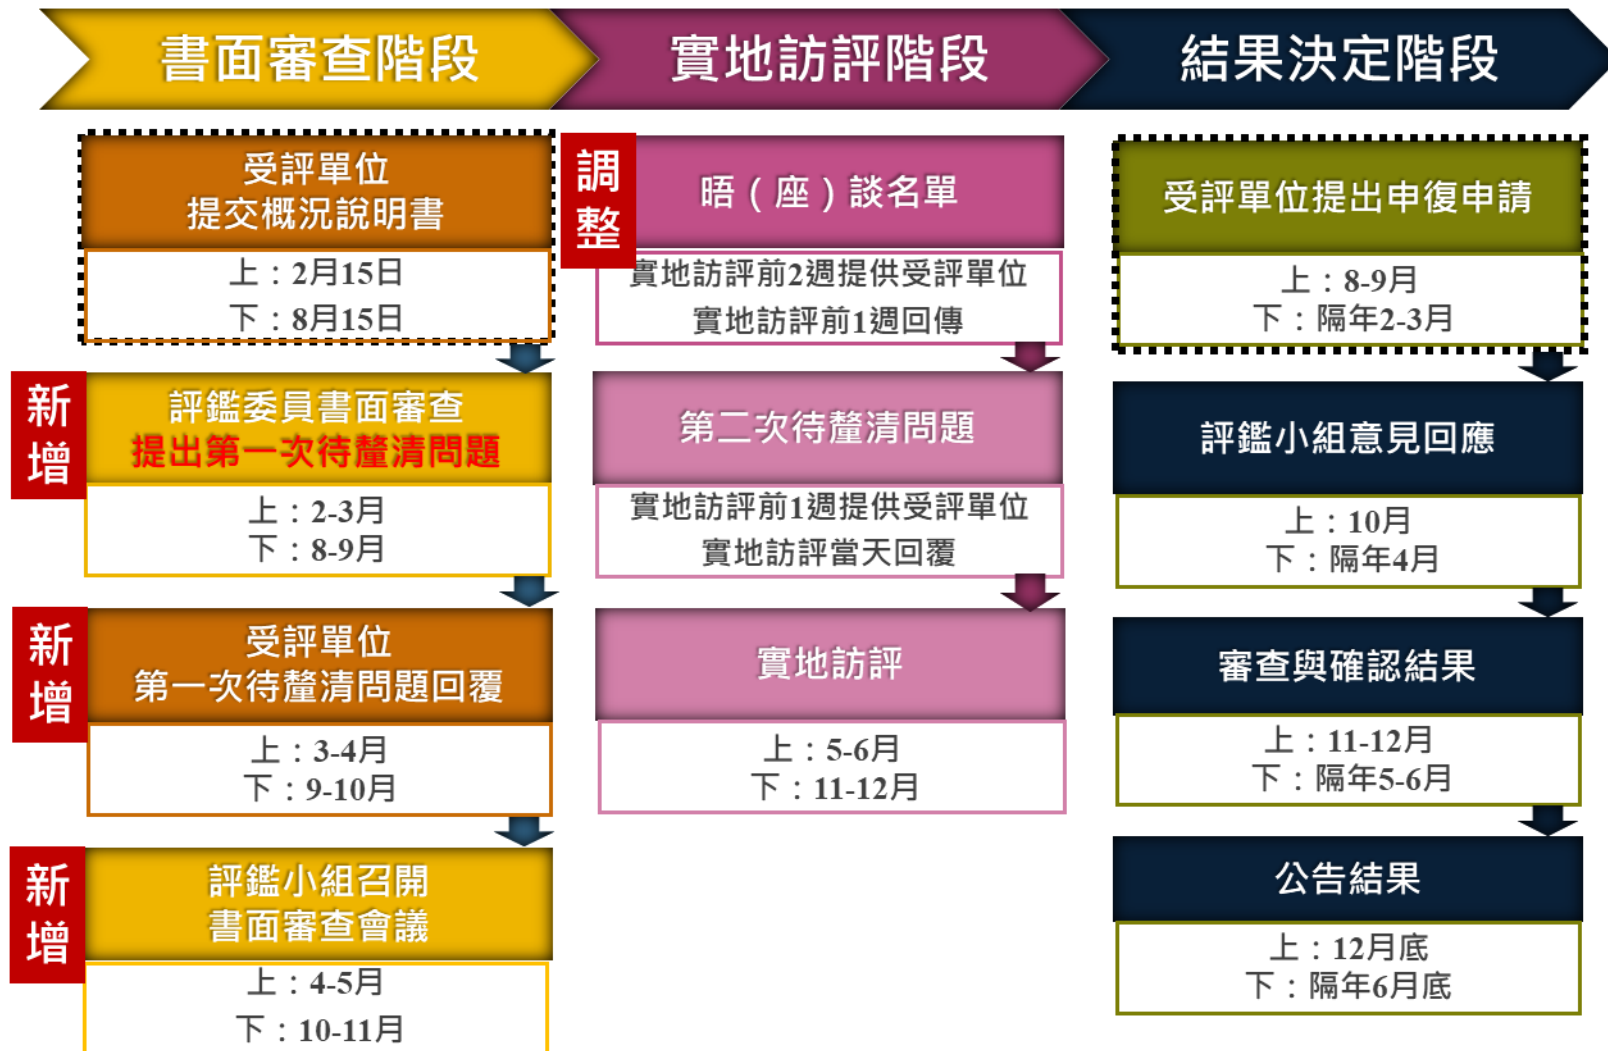 書面審查階段
實地訪評階段
結果決定階段
受評單位
提交概況說明書
上：2月15日
下：8月15日
新
增
評鑑委員書面審查
提出第一次待釐清問題
上：2-3月
下：8-9月
新
增
受評單位
第一次待釐清問題回覆
上：3-4月
下：9-10月
新
增
評鑑小組召開
書面審查會議
上：4-5月
下：10-11月
調
整
晤（座）談名單
實地訪評前2週提供受評單位
實地訪評前1週回傳
第二次待釐清問題
實地訪評前1週提供受評單位
實地訪評當天回覆
實地訪評
上：5-6月
下：11-12月
受評單位提出申復申請
上：8-9月
下：隔年2-3月
評鑑小組意見回應
上：10月
下：隔年4月
審查與確認結果
上：11-12月
下：隔年5-6月
公告結果
上：12月底
下：隔年6月底